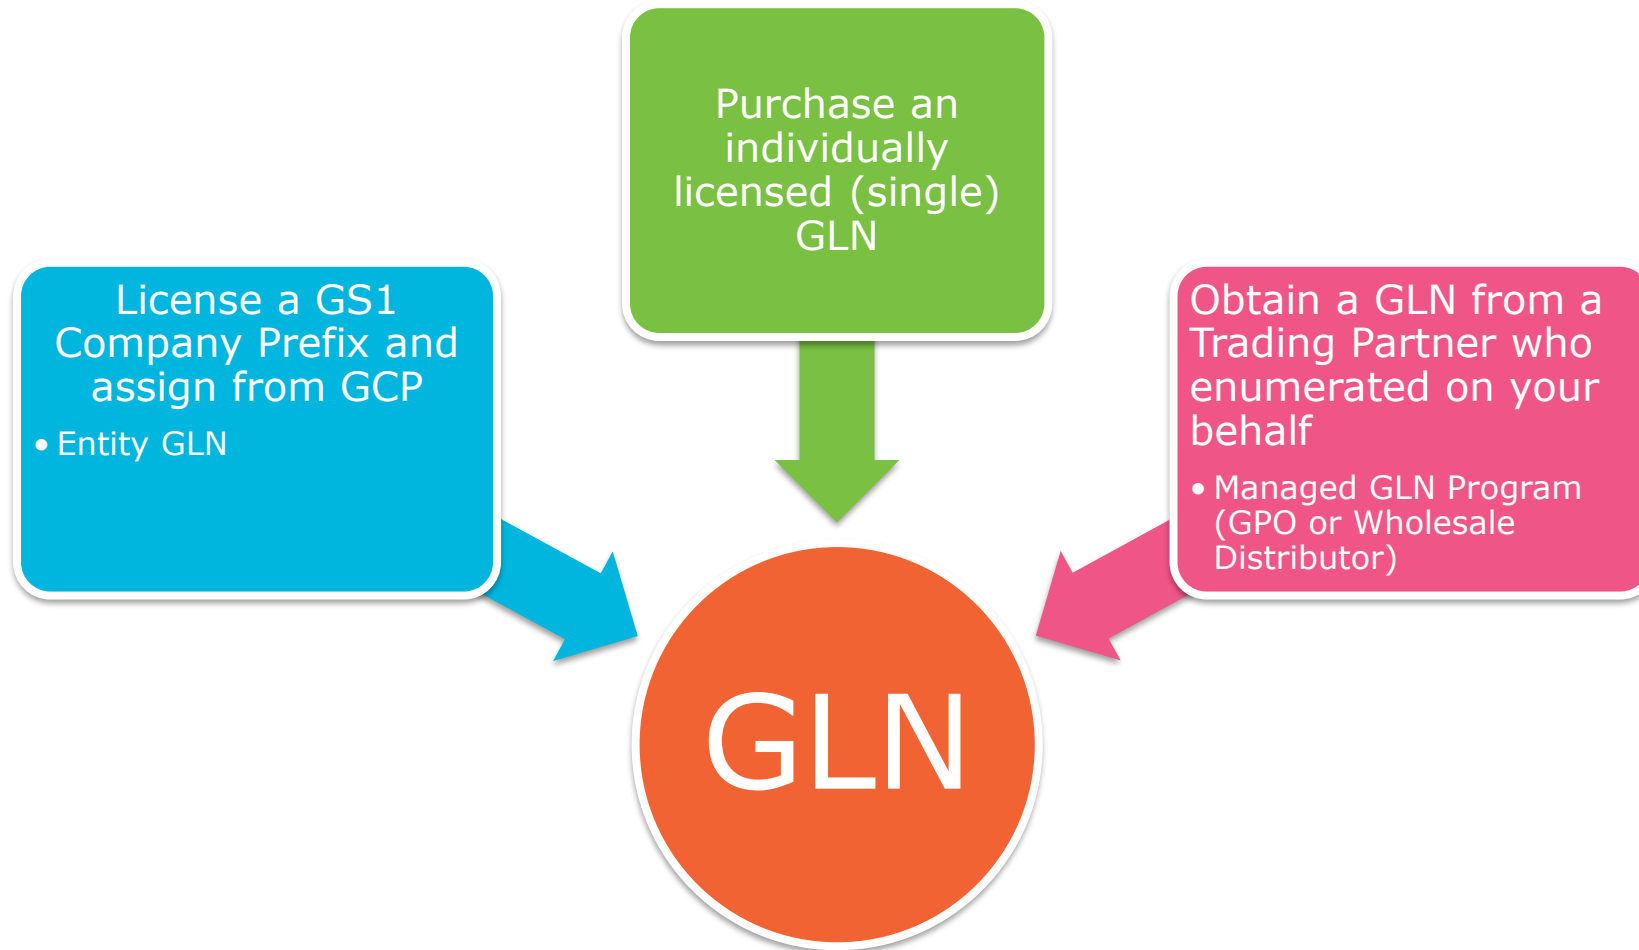 Purchase an
individually
licensed (single)
GLN
License a GS1
Company Prefix and
assign from GCP
• Entity GLN
Obtain a GLN from a
Trading Partner who
enumerated on your
behalf
• Managed GLN Program
(GPO or Wholesale
Distributor)
GLN